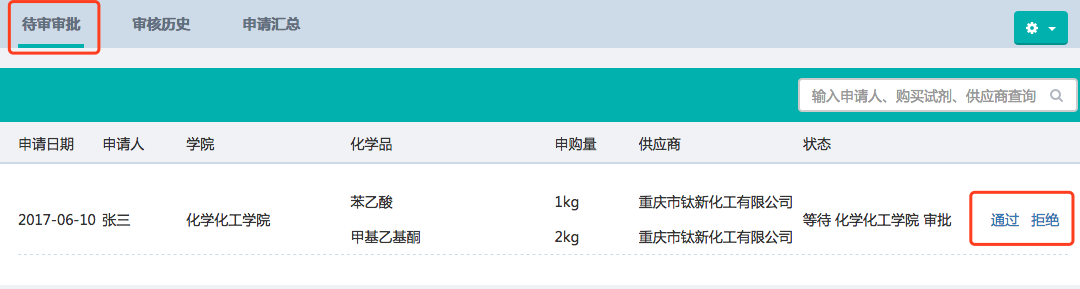 待审审批 审核历史 申请汇总
输入申请人、购买试剂、供应商查询
申请日期 申请人 学院 化学品 申购量 供应商 状态
苯乙酸 1kg 重庆市钛新化工有限公司
2017-06-10 张三 化学化工学院 等待 化学化工学院 审批 通过 拒绝
甲基乙基酮 2kg 重庆市钛新化工有限公司